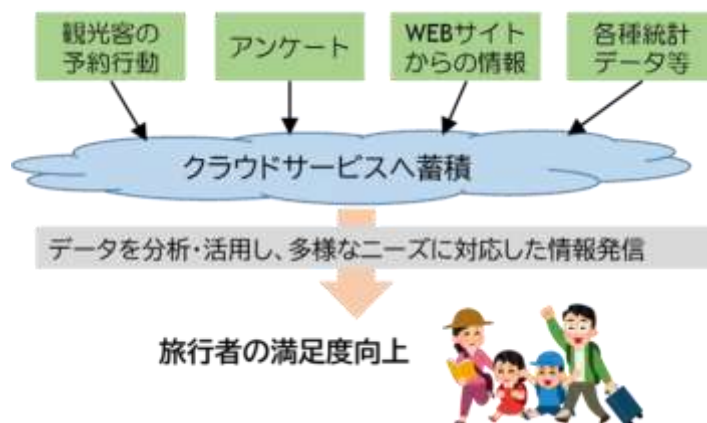 観光客の
予約行動
アンケート
WEBサイト
からの情報
各種統計
データ等
クラウドサービスへ蓄積
データを分析・活用し、多様なニーズに対応した情報発信
旅行者の満足度向上